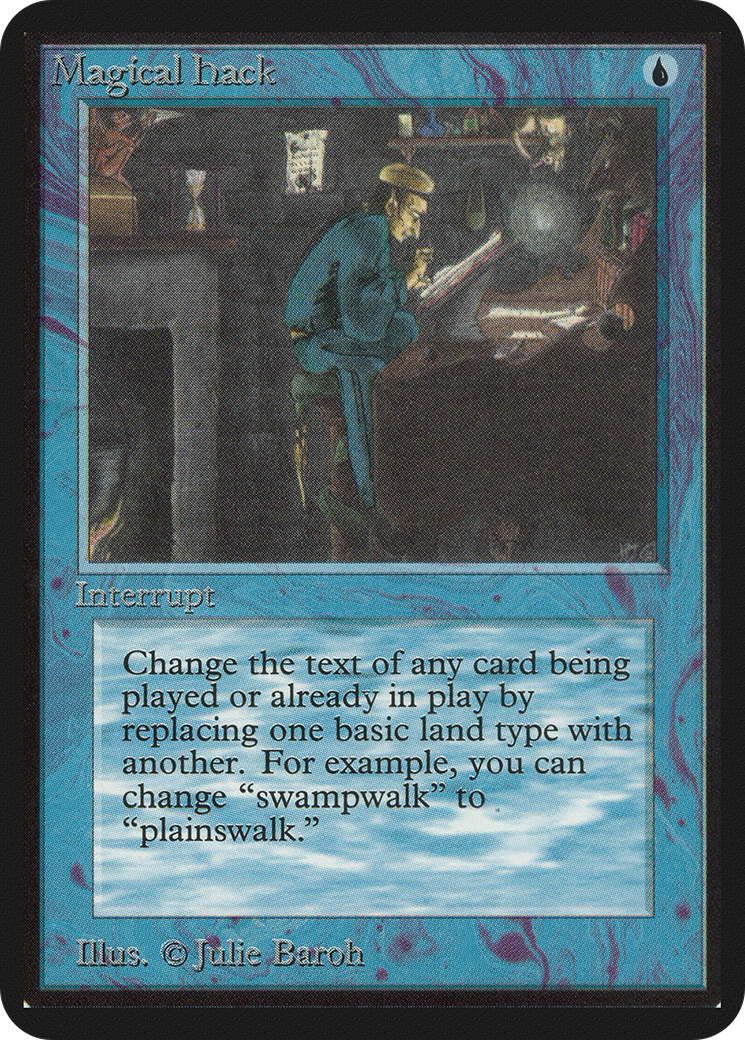 Magical Hack
Interrupt
Change the text of any card being
played or already in play by
replacing one basic land type with
another. For example, you can
change “swampwalk” to
“plainswalk.”
Illus. © Julie Baroh